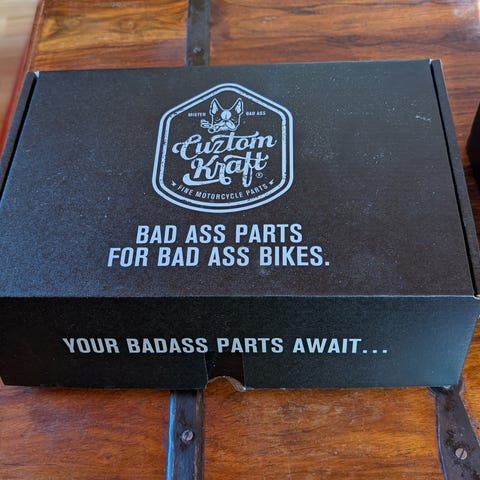 MISTER BAD ASS
Cuztom
Kraft®
FINE MOTORCYCLE PARTS
BAD ASS PARTS
FOR BAD ASS BIKES.
YOUR BADASS PARTS AWAIT...